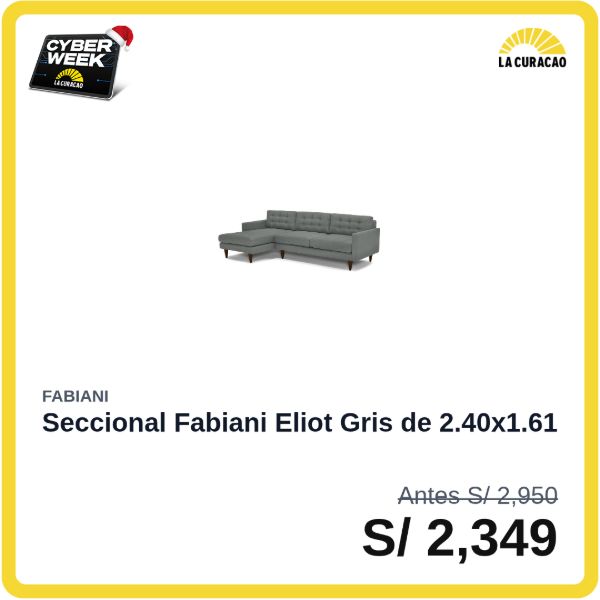 CYBER
WEEK
LA CURACAO
LA CURACAO
FABIANI
Seccional Fabiani Eliot Gris de 2.40x1.61
Antes S/ 2,950
S/ 2,349